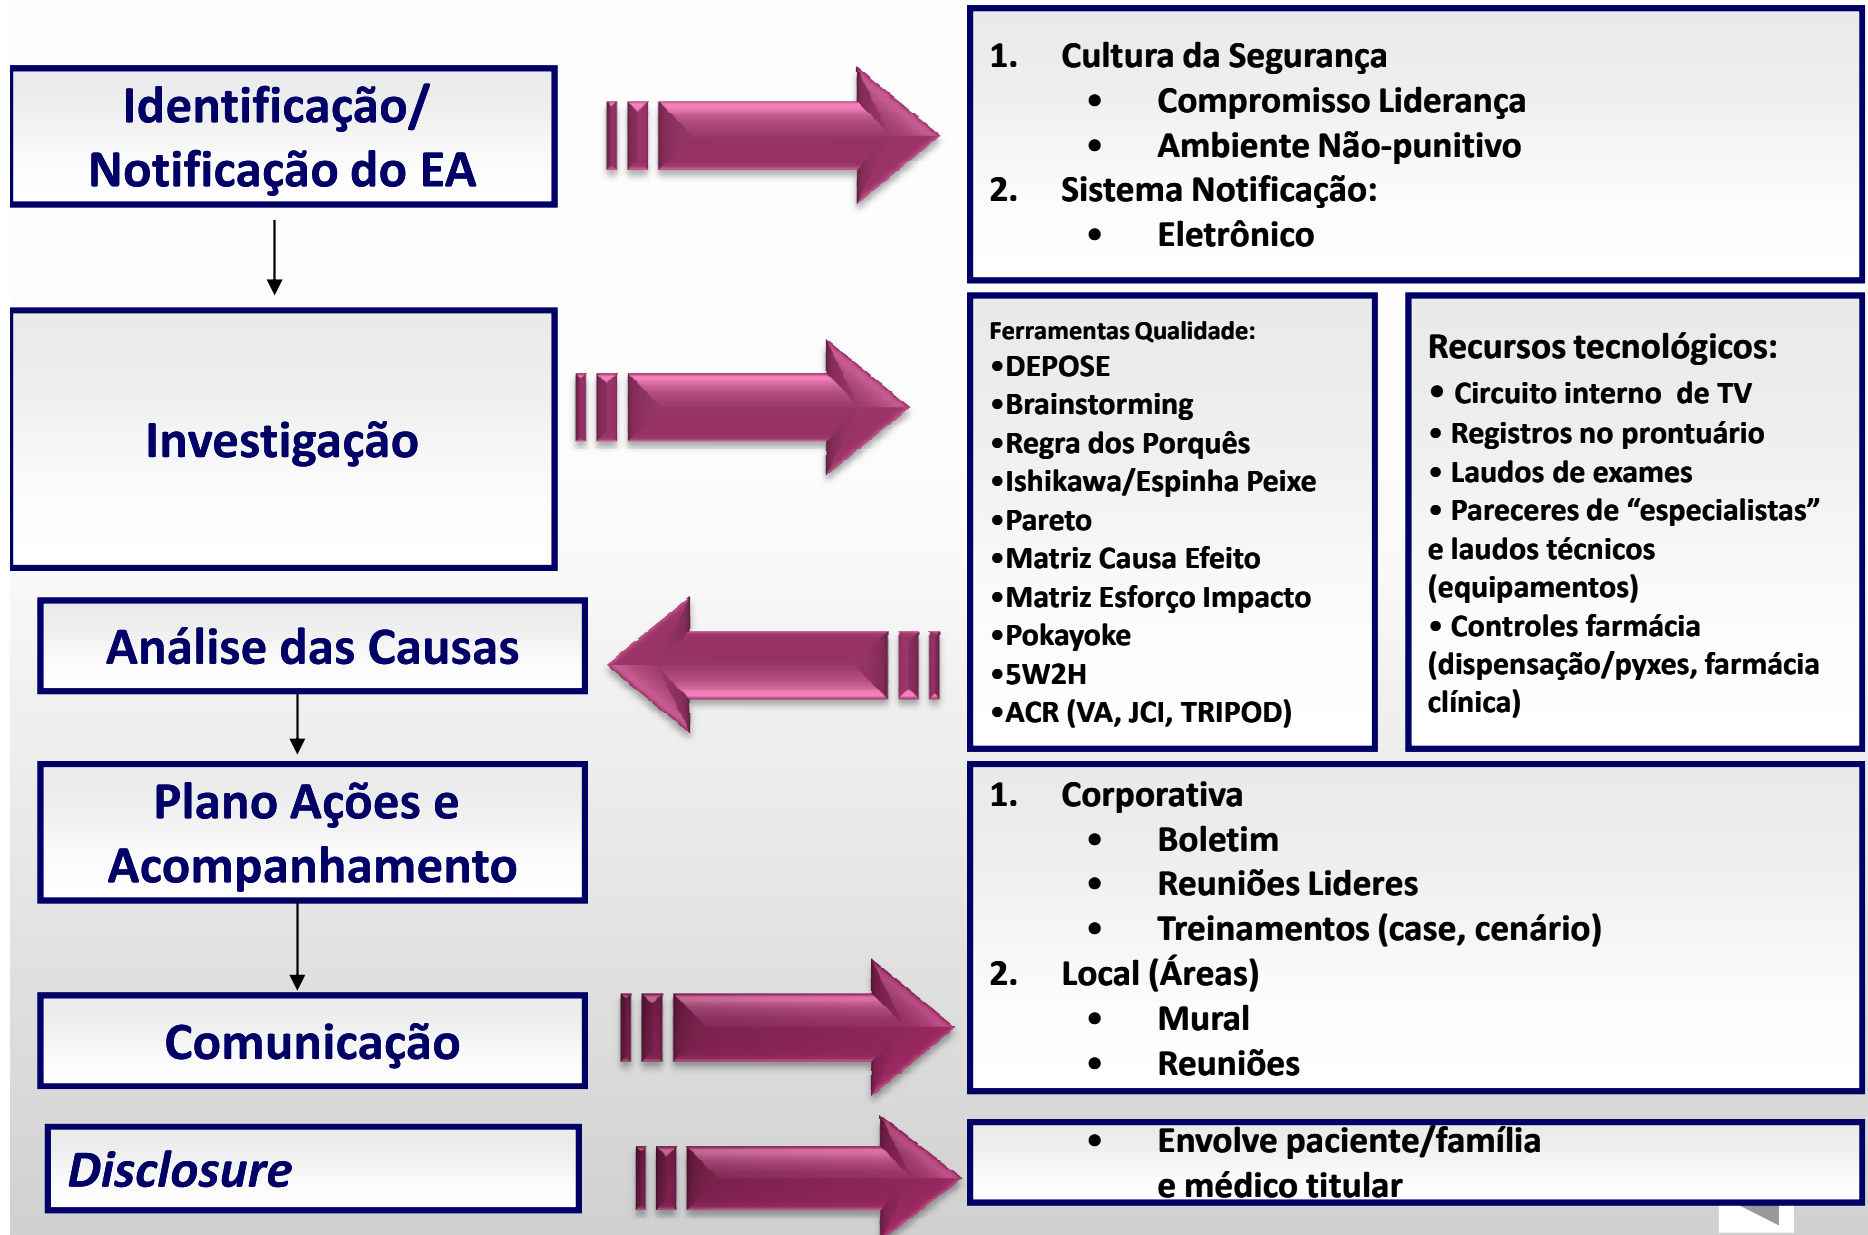 Identificação/
Notificação do EA
1. Cultura da Segurança
• Compromisso Liderança
• Ambiente Não-punitivo
2. Sistema Notificação:
• Eletrônico
Investigação
Ferramentas Qualidade:
•DEPOSE
•Brainstorming
•Regra dos Porquês
•Ishikawa/Espinha Peixe
•Pareto
•Matriz Causa Efeito
•Matriz Esforço Impacto
•Pokayoke
•5W2H
•ACR (VA, JCI, TRIPOD)
Recursos tecnológicos:
• Circuito interno de TV
• Registros no prontuário
• Laudos de exames
• Pareceres de “especialistas”
e laudos técnicos
(equipamentos)
• Controles farmácia
(dispensação/pyxes, farmácia
clínica)
Análise das Causas
Plano Ações e
Acompanhamento
Comunicação
1. Corporativa
• Boletim
• Reuniões Lideres
• Treinamentos (case, cenário)
2. Local (Áreas)
• Mural
• Reuniões
Disclosure
• Envolve paciente/família
e médico titular